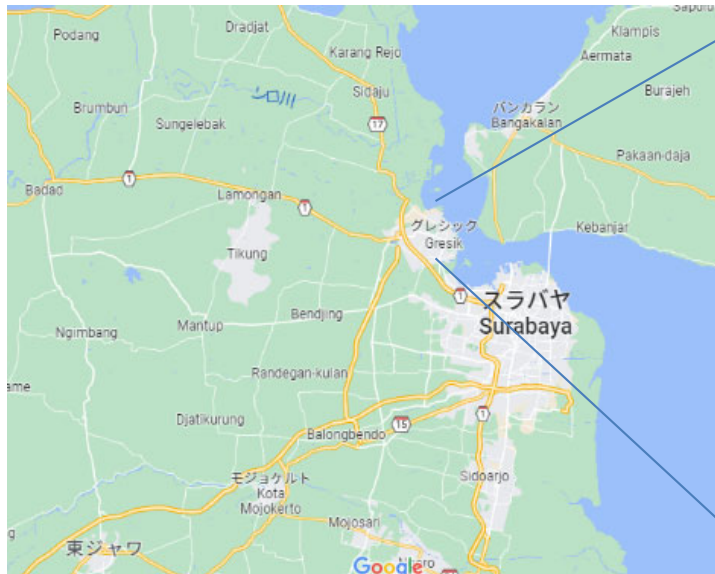 Sapulu
Dradjat
Klampis
Podang
Karang Rejo
Aermata
Sidaju
ソロ川
Burajeh
バンカラン
Bangakalan
Brumbun
Sungelebak
17
Pakaan-daja
1
Badad
Lamongan
1
グレシック
Gresik
Kebanjar
Tikung
1
スラバヤ
Surabaya
Bendjing
Mantup
Ngimbang
Randegan-kulan
ame
Djatikurung
15
1
Balongbendo
モジョケルト
Kota
Mojokerto
Sidoarjo
g
Mojosari
東ジャワ
Google